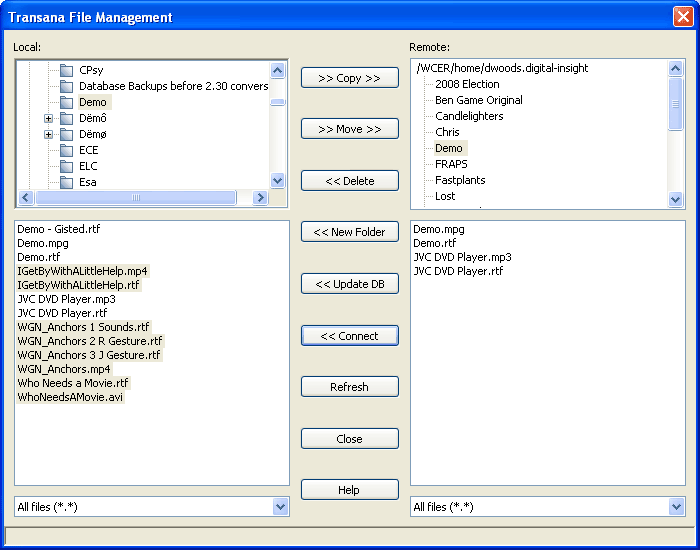 Transana File Management
Local:
CPsy
Database Backups before 2.30 convers
Demo
Dëmô
Dëmø
ECE
ELC
Esa
Demo - Gisted.rtf
Demo.mpg
Demo.rtf
IGetByWithALittleHelp.mp4
IGetByWithALittleHelp.rtf
JVC DVD Player.mp3
JVC DVD Player.rtf
WGN_Anchors 1 Sounds.rtf
WGN_Anchors 2 R Gesture.rtf
WGN_Anchors 3 J Gesture.rtf
WGN_Anchors.mp4
Who Needs a Movie.rtf
WhoNeedsAMovie.avi
All files (*.*)
>> Copy >>
>> Move >>
<< Delete
<< New Folder
<< Update DB
<< Connect
Refresh
Close
Help
Remote:
/WCER/home/dwoods.digital-insight
2008 Election
Ben Game Original
Candlelighters
Chris
Demo
FRAPS
Fastplants
Lost
Demo.mpg
Demo.rtf
JVC DVD Player.mp3
JVC DVD Player.rtf
All files (*.*)